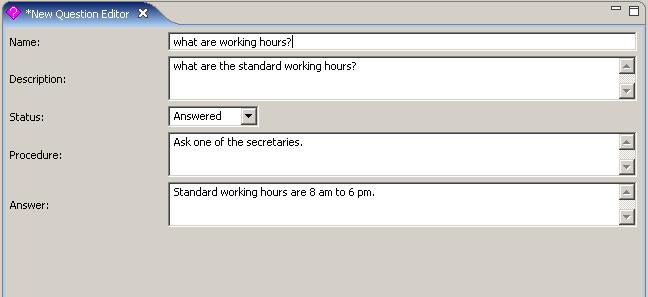 *New Question Editor
Name: what are working hours?
Description: what are the standard working hours?
Status: Answered
Procedure: Ask one of the secretaries.
Answer: Standard working hours are 8 am to 6 pm.